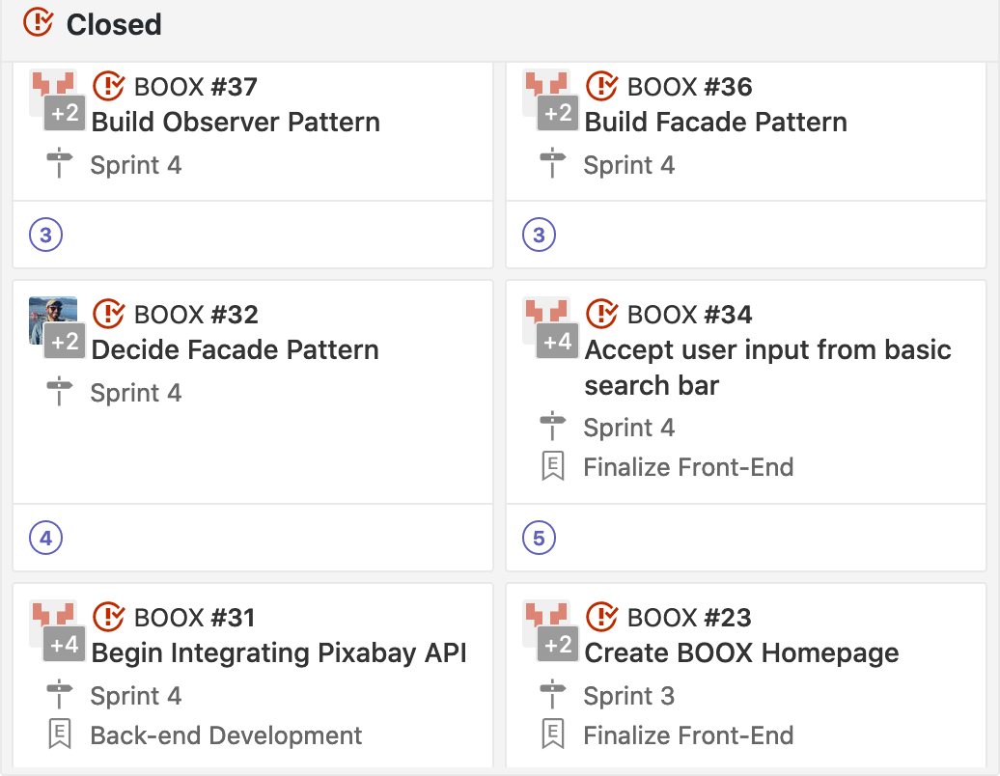 Closed
+2
BOOX #37
Build Observer Pattern
Sprint 4
3
+2
BOOX #36
Build Facade Pattern
Sprint 4
3
+2
BOOX #32
Decide Facade Pattern
Sprint 4
4
+4
BOOX #34
Accept user input from basic
search bar
Sprint 4
E Finalize Front-End
5
+4
BOOX #31
Begin Integrating Pixabay API
Sprint 4
E Back-end Development
+2
BOOX #23
Create BOOX Homepage
Sprint 3
E Finalize Front-End